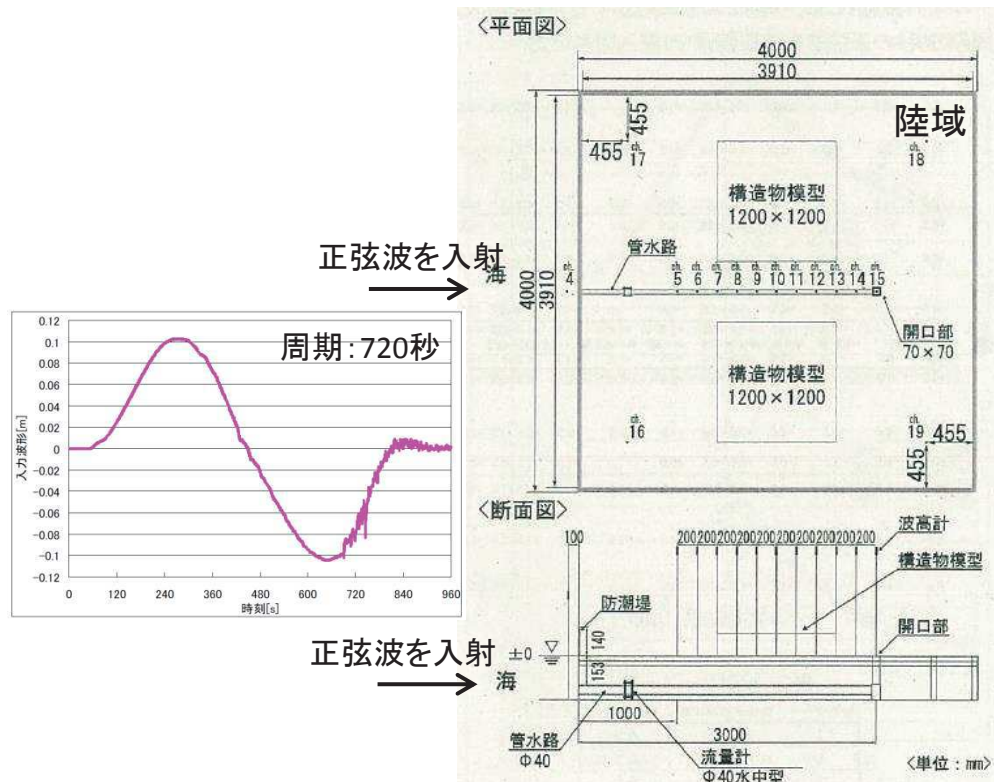 〈平面図〉
4000
3910
陸域
455
455
ch.
17
ch.
18
構造物模型
1200×1200
管水路
正弦波を入射
海
ch.
4
ch. ch. ch. ch. ch. ch. ch. ch. ch. ch. ch.
5 6 7 8 9 10 11 12 13 14 15
4000
3910
開口部
70×70
構造物模型
1200×1200
ch.
16
ch.
19
455
455
周期:720秒
入力波形[m]
0.12
0.1
0.08
0.06
0.04
0.02
0
-0.02
-0.04
-0.06
-0.08
-0.1
-0.12
0 120 240 360 480 600 720 840 960
時刻[s]
〈断面図〉
100
200 200 200 200 200 200 200 200 200 200
波高計
構造物模型
防潮堤
開口部
正弦波を入射
±0
140
153
海
1000
3000
管水路
Φ40
流量計
Φ40水中型
〈単位:mm〉